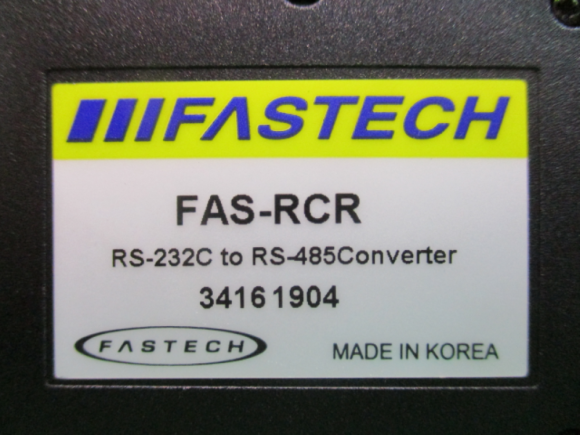 FASTECH
FAS-RCR
RS-232C to RS-485Converter
34161904
FASTECH
MADE IN KOREA